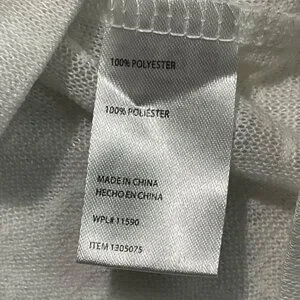 100% POLYESTER
100% POLIÉSTER
MADE IN CHINA
HECHO EN CHINA
WPL# 11590
ITEM 1305075